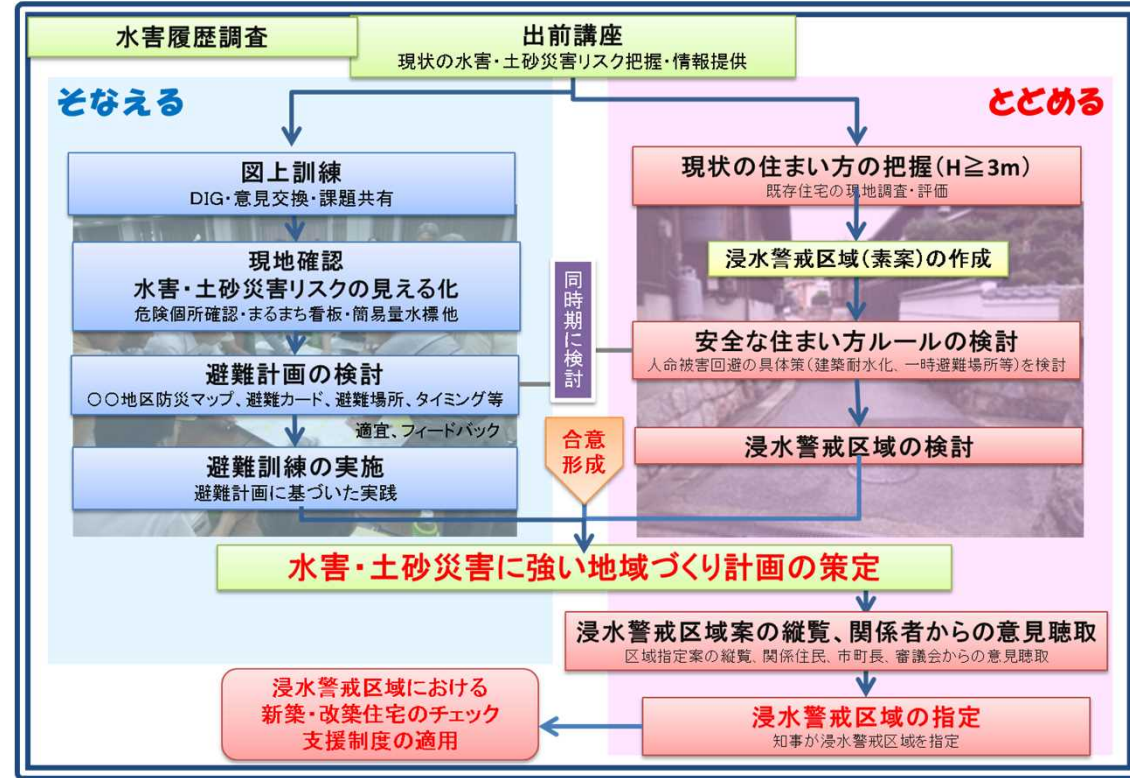 水害履歴調査
出前講座
現状の水害・土砂災害リスク把握・情報提供
そなえる
図上訓練
DIG・意見交換・課題共有
現地確認
水害・土砂災害リスクの見える化
危険個所確認・まるまち看板・簡易量水標他
避難計画の検討
〇〇地区防災マップ、避難カード、避難場所、タイミング等
適宜、フィードバック
避難訓練の実施
避難計画に基づいた実践
同時期に検討
合意
形成
とどめる
現状の住まい方の把握(H≧3m)
既存住宅の現地調査・評価
浸水警戒区域(素案)の作成
安全な住まい方ルールの検討
人命被害回避の具体策(建築耐水化、一時避難場所等)を検討
浸水警戒区域の検討
水害・土砂災害に強い地域づくり計画の策定
浸水警戒区域案の縦覧、関係者からの意見聴取
区域指定案の縦覧、関係住民、市町長、審議会からの意見聴取
浸水警戒区域の指定
知事が浸水警戒区域を指定
浸水警戒区域における
新築・改築住宅のチェック
支援制度の適用